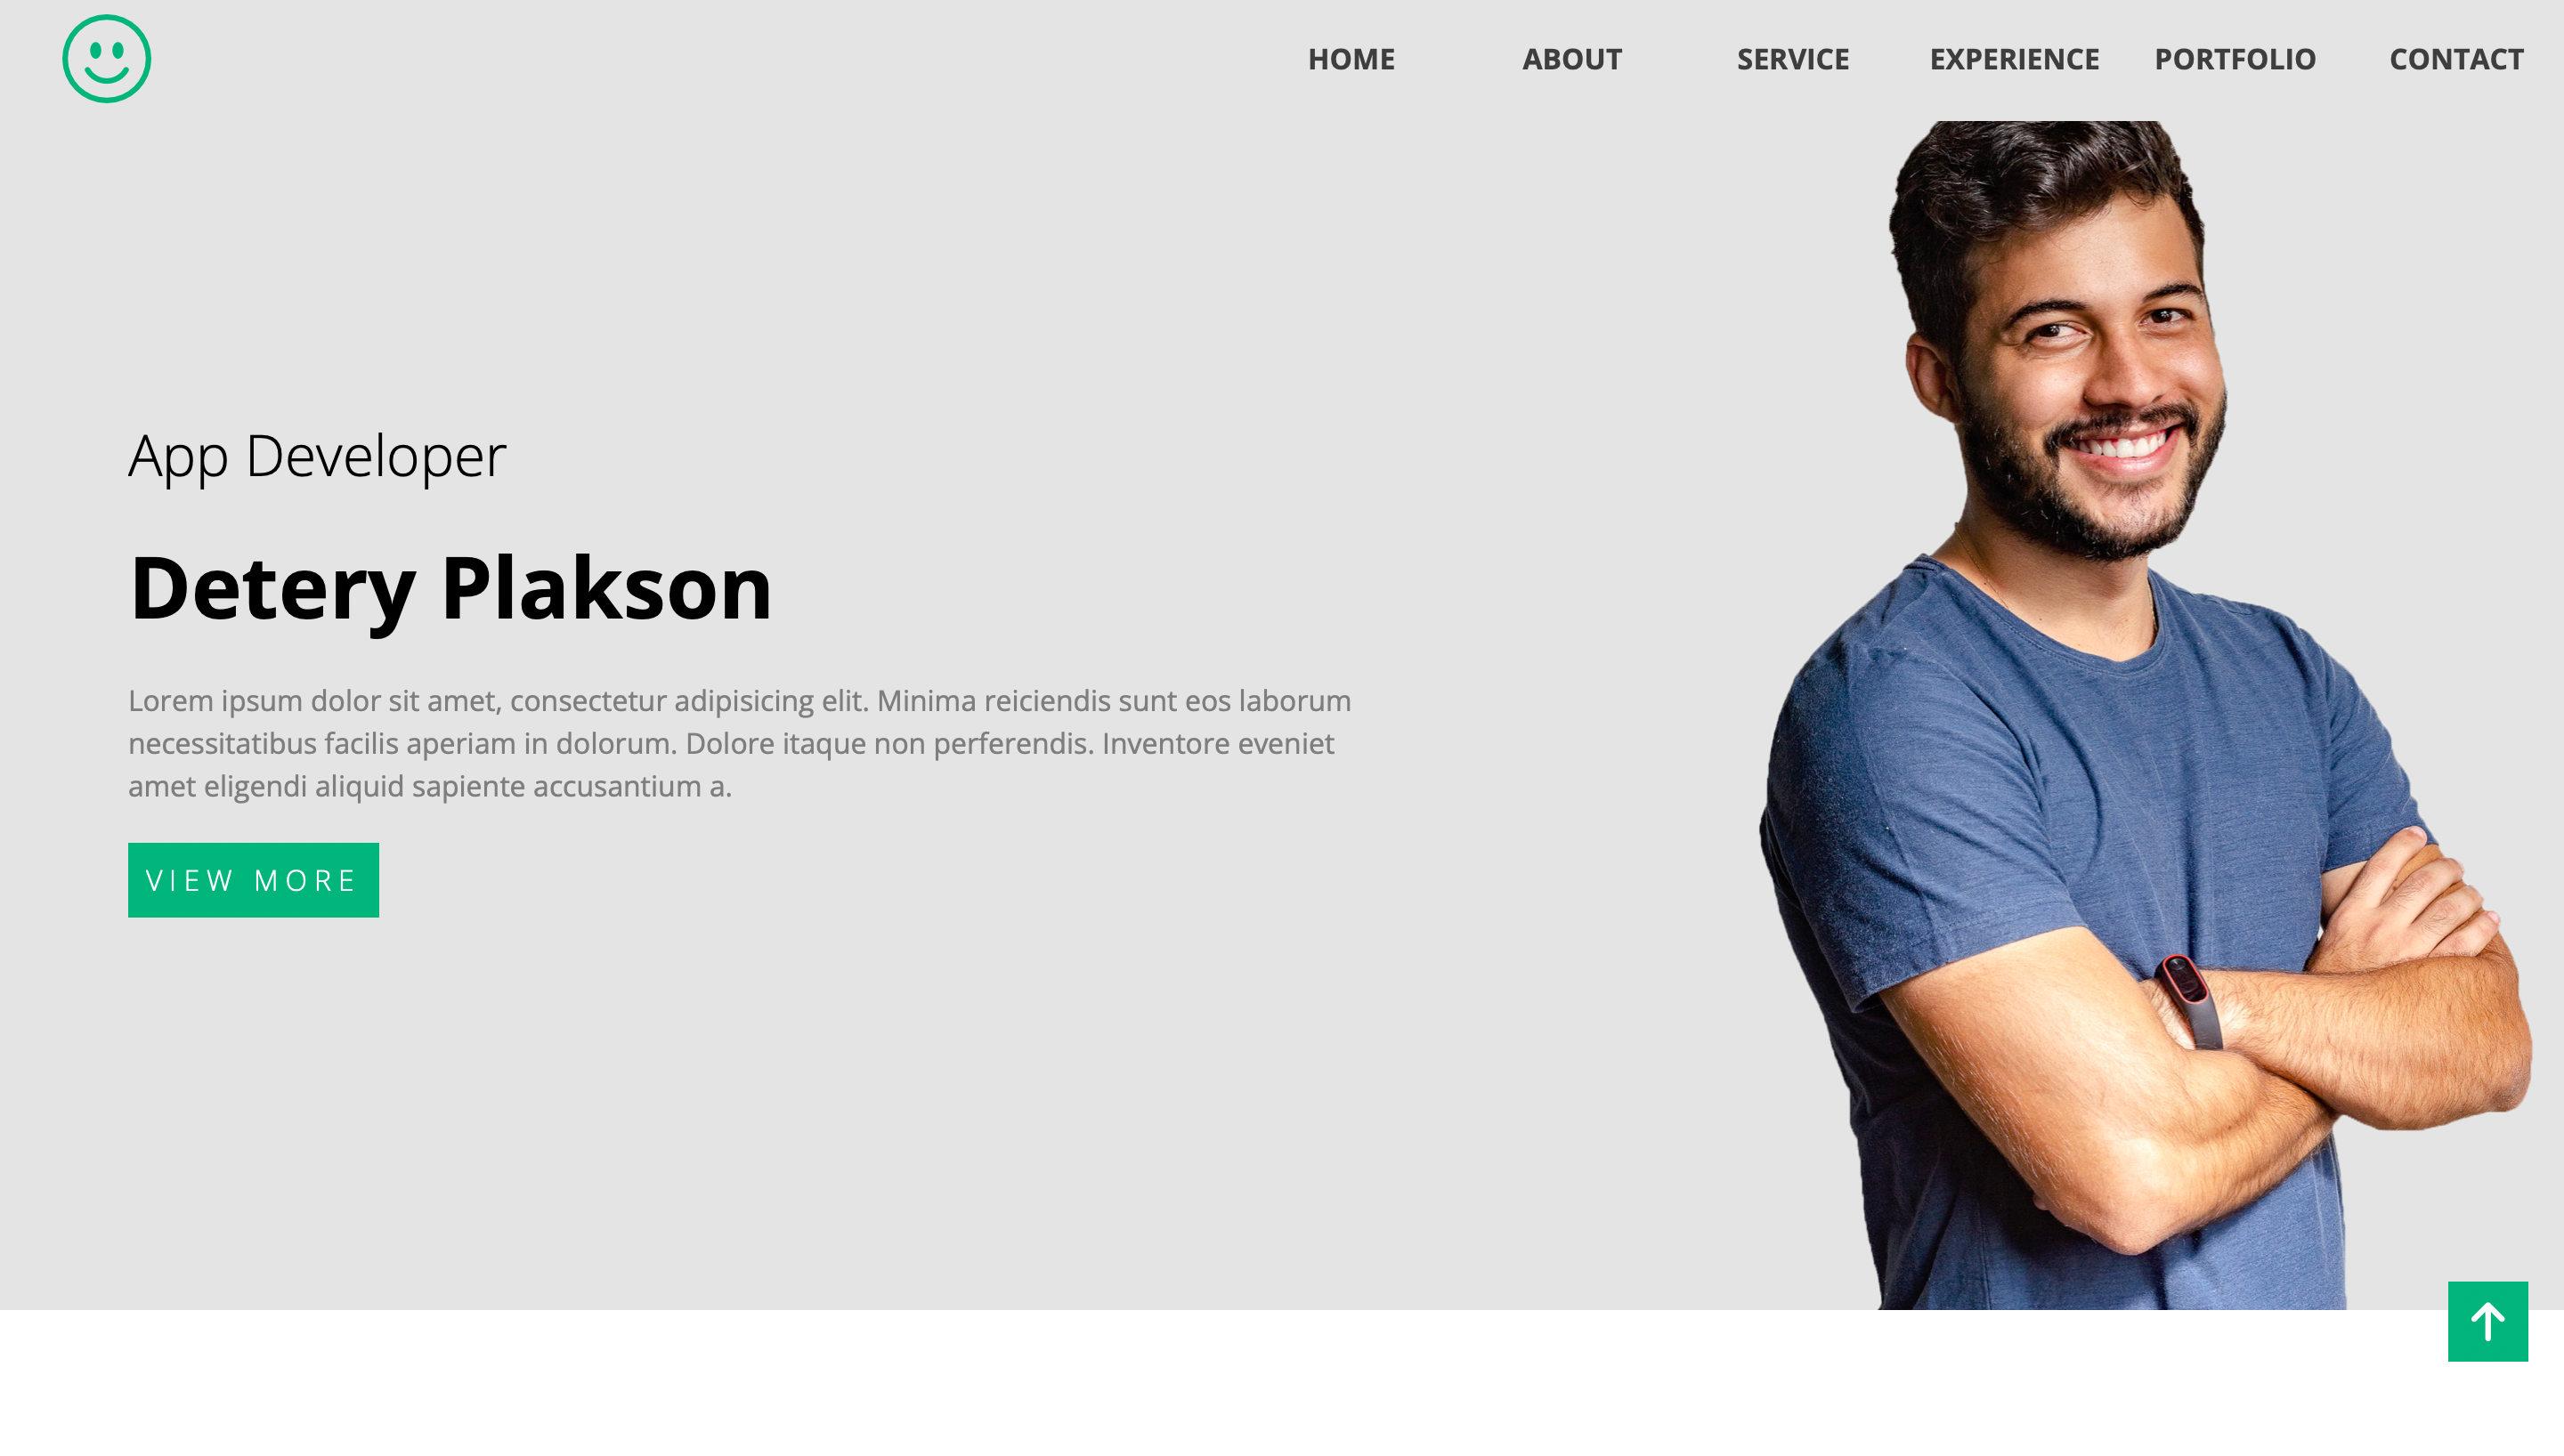 HOME ABOUT SERVICE EXPERIENCE PORTFOLIO CONTACT
App Developer
Detery Plakson
Lorem ipsum dolor sit amet, consectetur adipisicing elit. Minima reiciendis sunt eos laborum
necessitatibus facilis aperiam in dolorum. Dolore itaque non perferendis. Inventore eveniet
amet eligendi aliquid sapiente accusantium a.
VIEW MORE